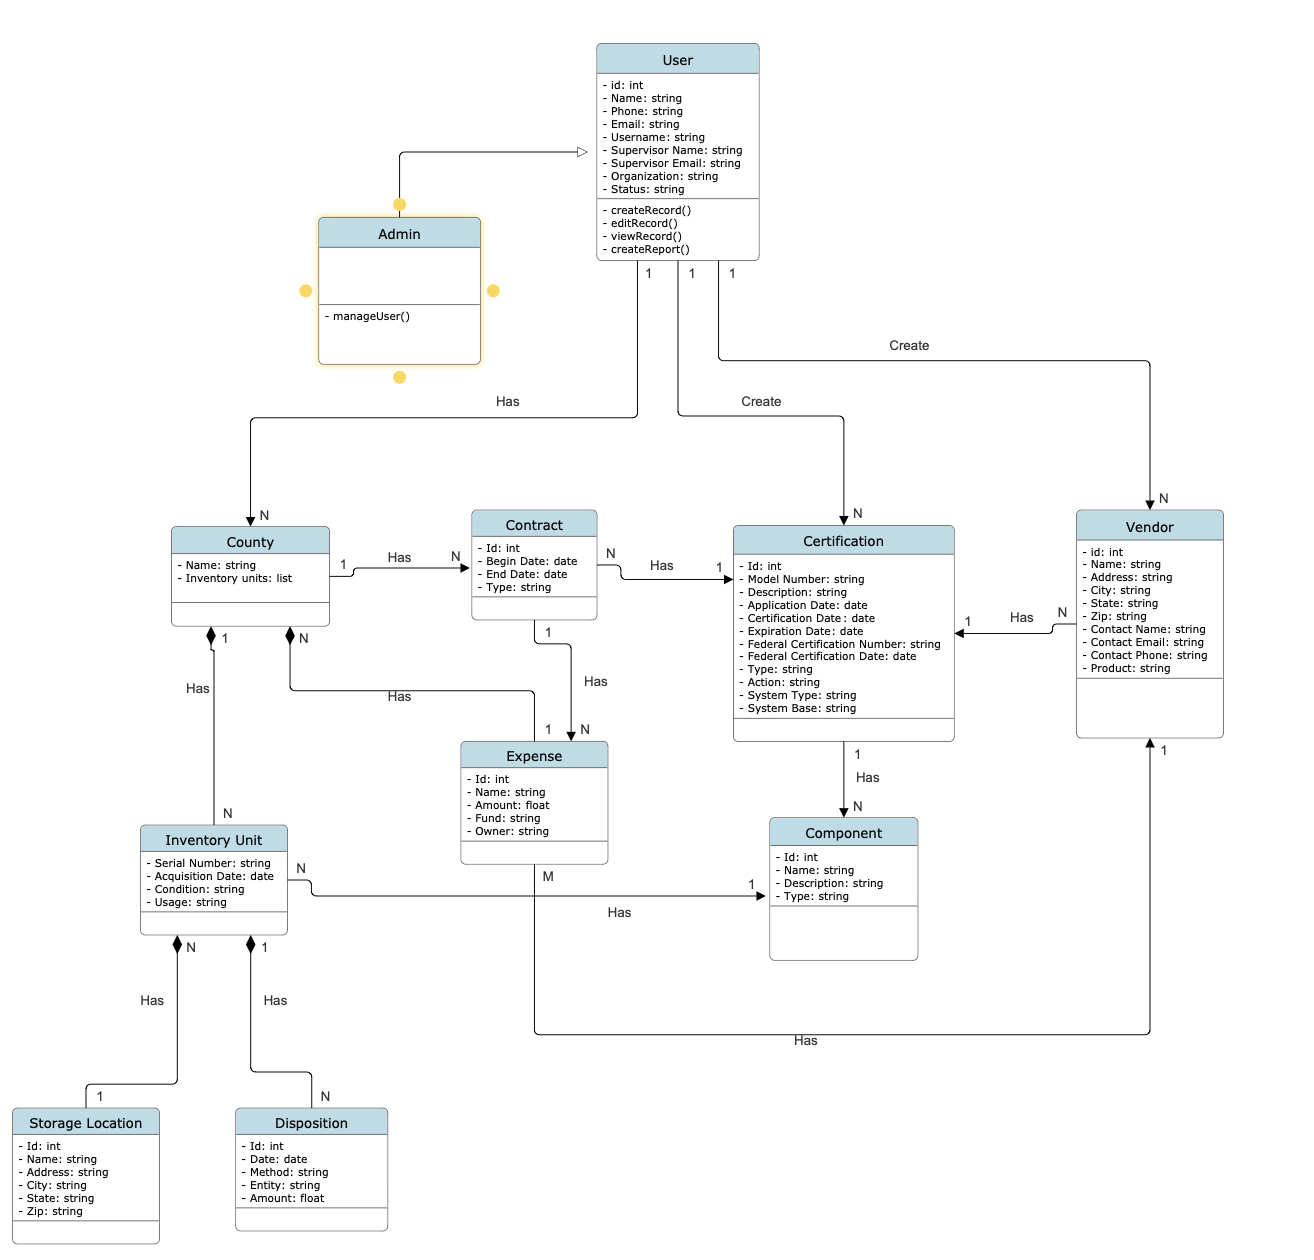 User
- id: int
- Name: string
- Phone: string
- Email: string
- Username: string
- Supervisor Name: string
- Supervisor Email: string
- Organization: string
- Status: string
- createRecord()
- editRecord()
- viewRecord()
- createReport()
Admin
- manageUser()
1
1
1
Create
Has
Create
N
N
N
County
- Name: string
- Inventory units: list
1
Has
N
Contract
- Id: int
- Begin Date: date
- End Date: date
- Type: string
N
Has
1
Certification
- Id: int
- Model Number: string
- Description: string
- Application Date: date
- Certification Date: date
- Expiration Date: date
- Federal Certification Number: string
- Federal Certification Date: date
- Type: string
- Action: string
- System Type: string
- System Base: string
1
Has
N
Vendor
- id: int
- Name: string
- Address: string
- City: string
- State: string
- Zip: string
- Contact Name: string
- Contact Email: string
- Contact Phone: string
- Product: string
1
N
1
Has
Has
Has
1
N
1
1
Has
N
N
Expense
- Id: int
- Name: string
- Amount: float
- Fund: string
- Owner: string
Inventory Unit
- Serial Number: string
- Acquisition Date: date
- Condition: string
- Usage: string
N
M
1
Has
Component
- Id: int
- Name: string
- Description: string
- Type: string
N
1
Has
Has
Has
1
N
Storage Location
- Id: int
- Name: string
- Address: string
- City: string
- State: string
- Zip: string
Disposition
- Id: int
- Date: date
- Method: string
- Entity: string
- Amount: float